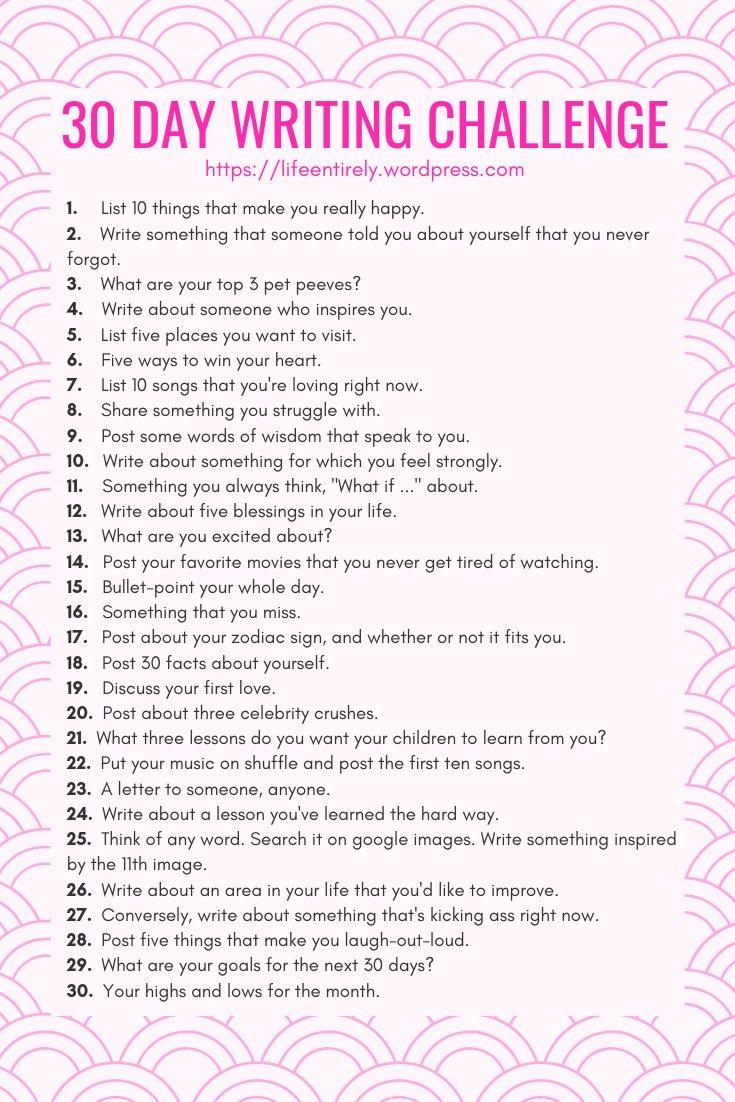 30 DAY WRITING CHALLENGE
https://lifeentirely.wordpress.com
1. List 10 things that make you really happy.
2. Write something that someone told you about yourself that you never
forgot.
3. What are your top 3 pet peeves?
4. Write about someone who inspires you.
5. List five places you want to visit.
6. Five ways to win your heart.
7. List 10 songs that you're loving right now.
8. Share something you struggle with.
9. Post some words of wisdom that speak to you.
10. Write about something for which you feel strongly.
11. Something you always think, "What if ..." about.
12. Write about five blessings in your life.
13. What are you excited about?
14. Post your favorite movies that you never get tired of watching.
15. Bullet-point your whole day.
16. Something that you miss.
17. Post about your zodiac sign, and whether or not it fits you.
18. Post 30 facts about yourself.
19. Discuss your first love.
20. Post about three celebrity crushes.
21. What three lessons do you want your children to learn from you?
22. Put your music on shuffle and post the first ten songs.
23. A letter to someone, anyone.
24. Write about a lesson you've learned the hard way.
25. Think of any word. Search it on google images. Write something inspired
by the 11th image.
26. Write about an area in your life that you'd like to improve.
27. Conversely, write about something that's kicking ass right now.
28. Post five things that make you laugh-out-loud.
29. What are your goals for the next 30 days?
30. Your highs and lows for the month.